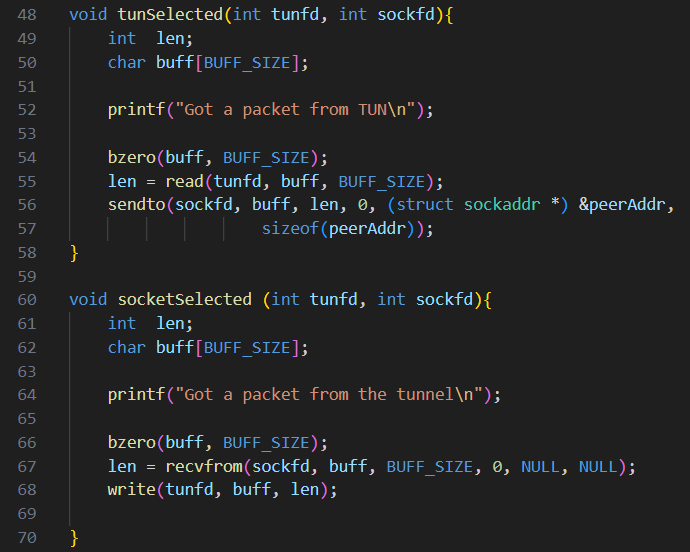 48 void tunSelected(int tunfd, int sockfd){
49     int  len;
50     char buff[BUFF_SIZE];
51
52     printf("Got a packet from TUN\n");
53
54     bzero(buff, BUFF_SIZE);
55     len = read(tunfd, buff, BUFF_SIZE);
56     sendto(sockfd, buff, len, 0, (struct sockaddr *) &peerAddr,
57                     sizeof(peerAddr));
58 }
59
60 void socketSelected (int tunfd, int sockfd){
61     int  len;
62     char buff[BUFF_SIZE];
63
64     printf("Got a packet from the tunnel\n");
65
66     bzero(buff, BUFF_SIZE);
67     len = recvfrom(sockfd, buff, BUFF_SIZE, 0, NULL, NULL);
68     write(tunfd, buff, len);
69
70 }